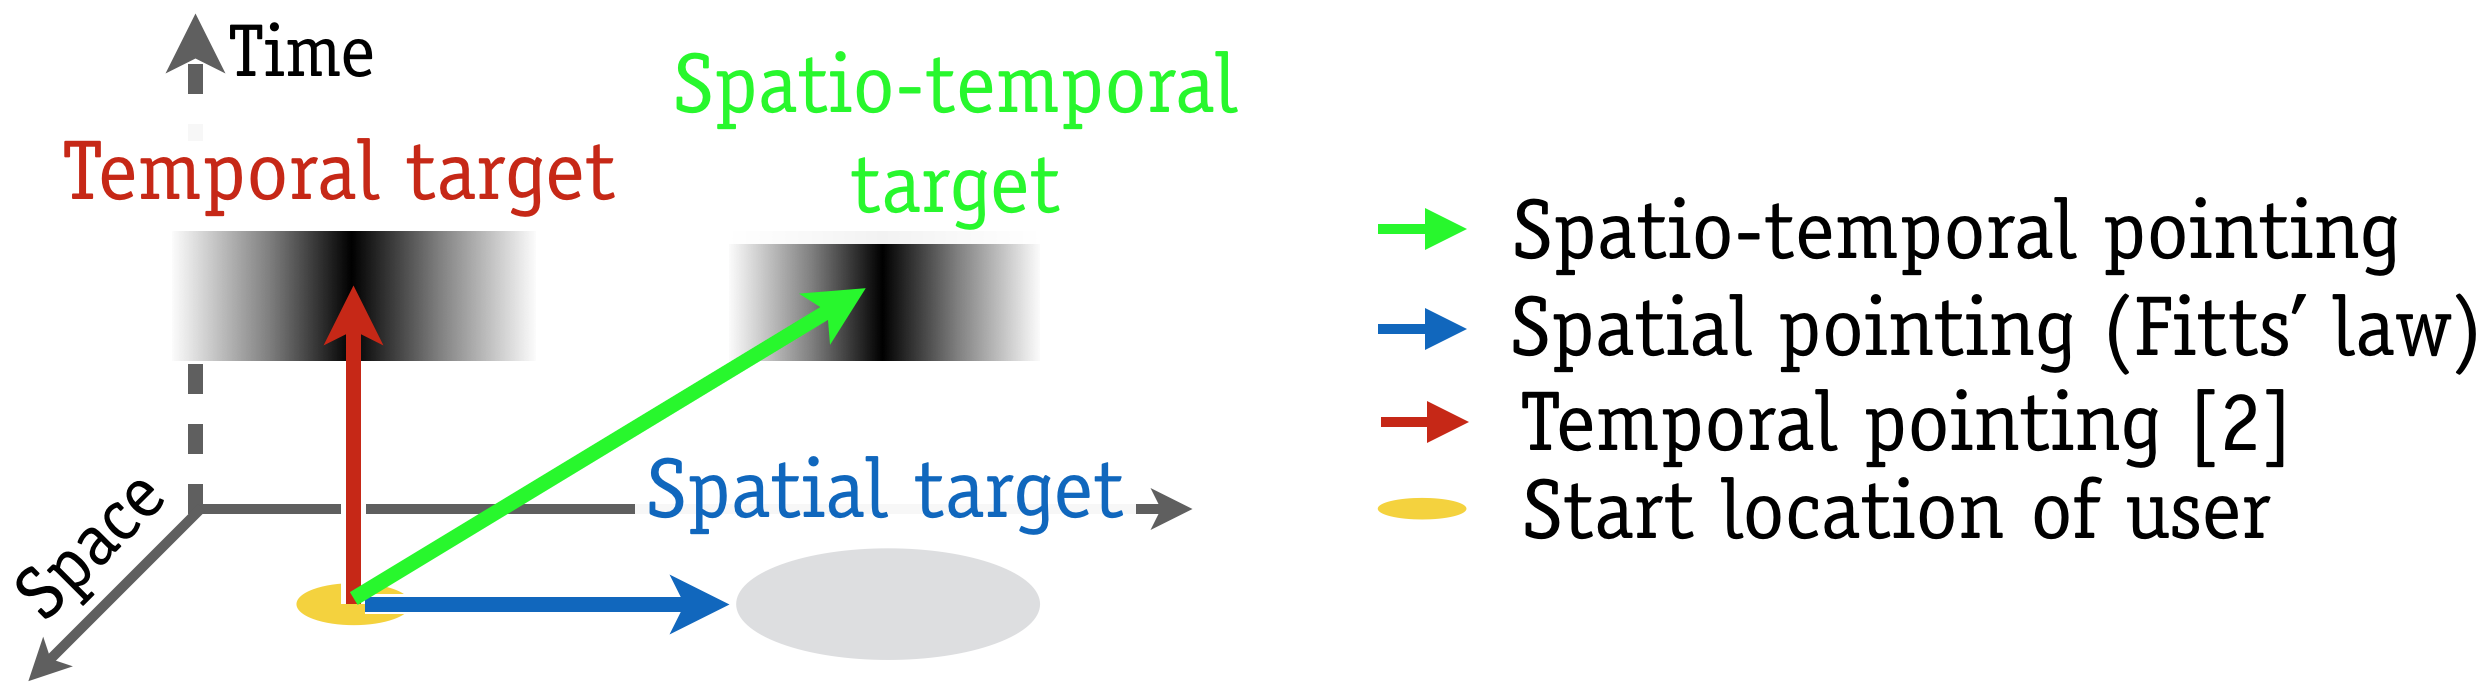 Time
Spatio-temporal
target
Temporal target
Spatial target
Space
Spatio-temporal pointing
Spatial pointing (Fitts’ law)
Temporal pointing [2]
Start location of user